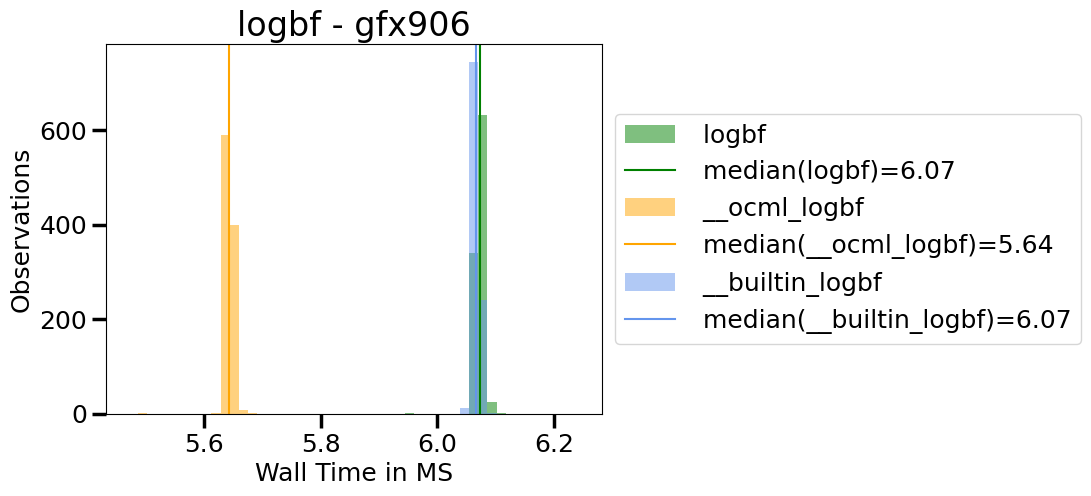 logbf - gfx906
Observations
600
400
200
0
5.6
5.8
6.0
6.2
Wall Time in MS
logbf
median(logbf)=6.07
__ocml_logbf
median(__ocml_logbf)=5.64
__builtin_logbf
median(__builtin_logbf)=6.07